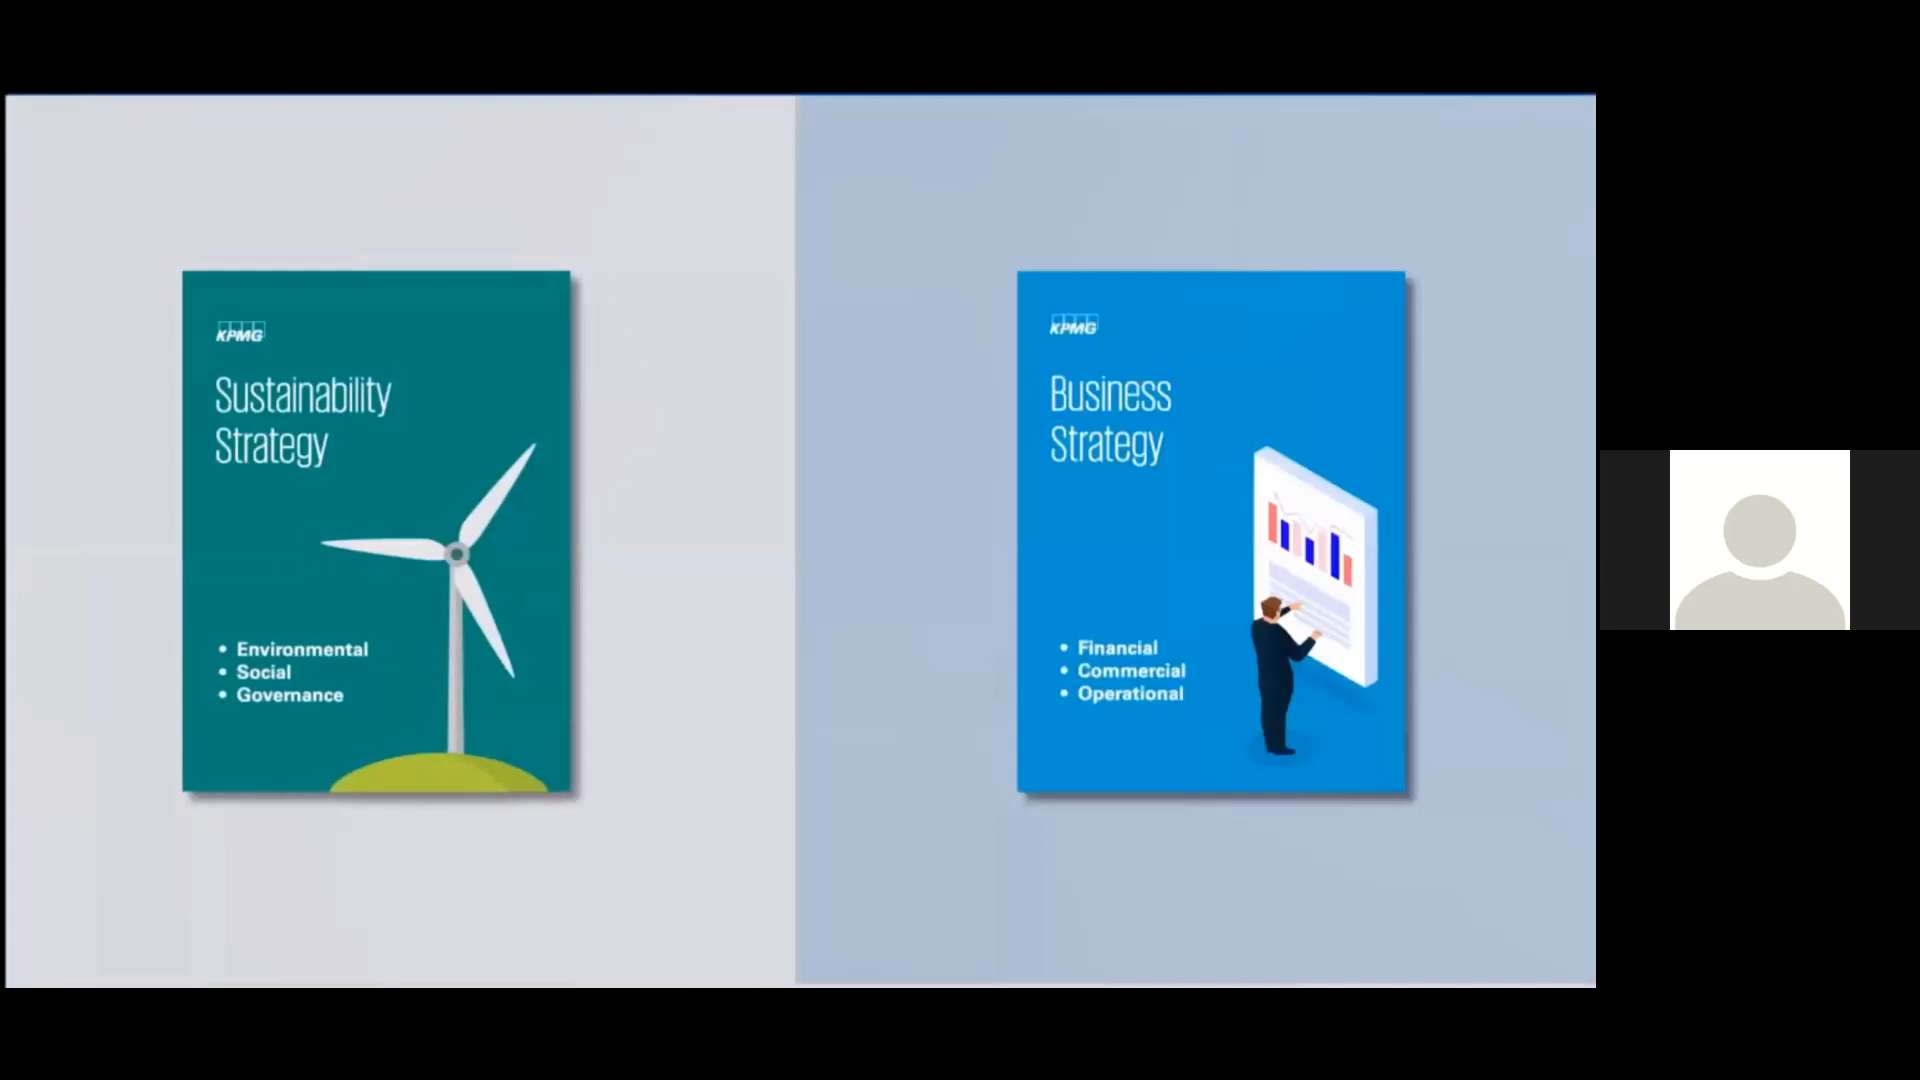 KPMG
Sustainability
Strategy
• Environmental
• Social
• Governance
KPMG
Business
Strategy
• Financial
• Commercial
• Operational